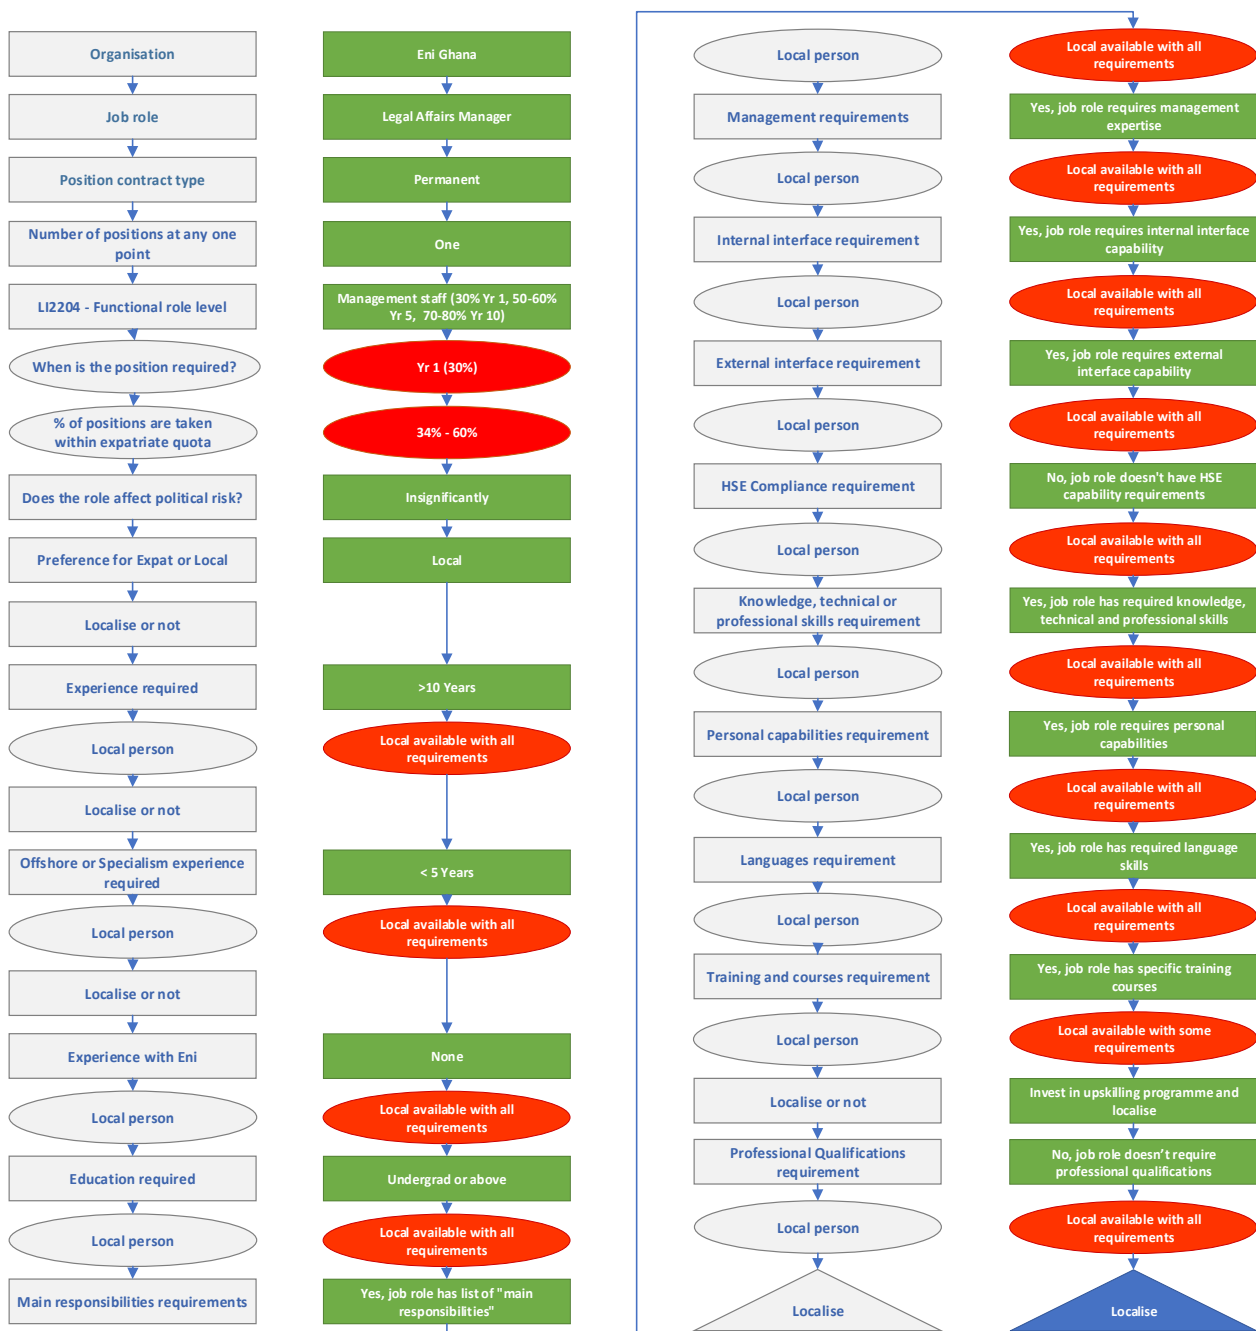 Organisation
Job role
Position contract type
Number of positions at any one
point
LI2204 - Functional role level
When is the position required?
% of positions are taken
within expatriate quota
Does the role affect political risk?
Preference for Expat or Local
Localise or not
Experience required
Local person
Localise or not
Offshore or Specialism experience
required
Local person
Localise or not
Experience with Eni
Local person
Education required
Local person
Main responsibilities requirements
Eni Ghana
Legal Affairs Manager
Permanent
One
Management staff (30% Yr 1, 50-60%
Yr 5, 70-80% Yr 10)
Yr 1 (30%)
34% - 60%
Insignificantly
Local
>10 Years
Local available with all
requirements
< 5 Years
Local available with all
requirements
None
Local available with all
requirements
Undergrad or above
Local available with all
requirements
Yes, job role has list of "main
responsibilities"
Local person
Management requirements
Local person
Internal interface requirement
Local person
External interface requirement
Local person
HSE Compliance requirement
Local person
Knowledge, technical or
professional skills requirement
Local person
Personal capabilities requirement
Local person
Languages requirement
Local person
Training and courses requirement
Local person
Localise or not
Professional Qualifications
requirement
Local person
Localise
Local available with all
requirements
Yes, job role requires management
expertise
Local available with all
requirements
Yes, job role requires internal interface
capability
Local available with all
requirements
Yes, job role requires external
interface capability
Local available with all
requirements
No, job role doesn't have HSE
capability requirements
Local available with all
requirements
Yes, job role has required knowledge,
technical and professional skills
Local available with all
requirements
Yes, job role requires personal
capabilities
Local available with all
requirements
Yes, job role has required language
skills
Local available with all
requirements
Yes, job role has specific training
courses
Local available with some
requirements
Invest in upskilling programme and
localise
No, job role doesn’t require
professional qualifications
Local available with all
requirements
Localise